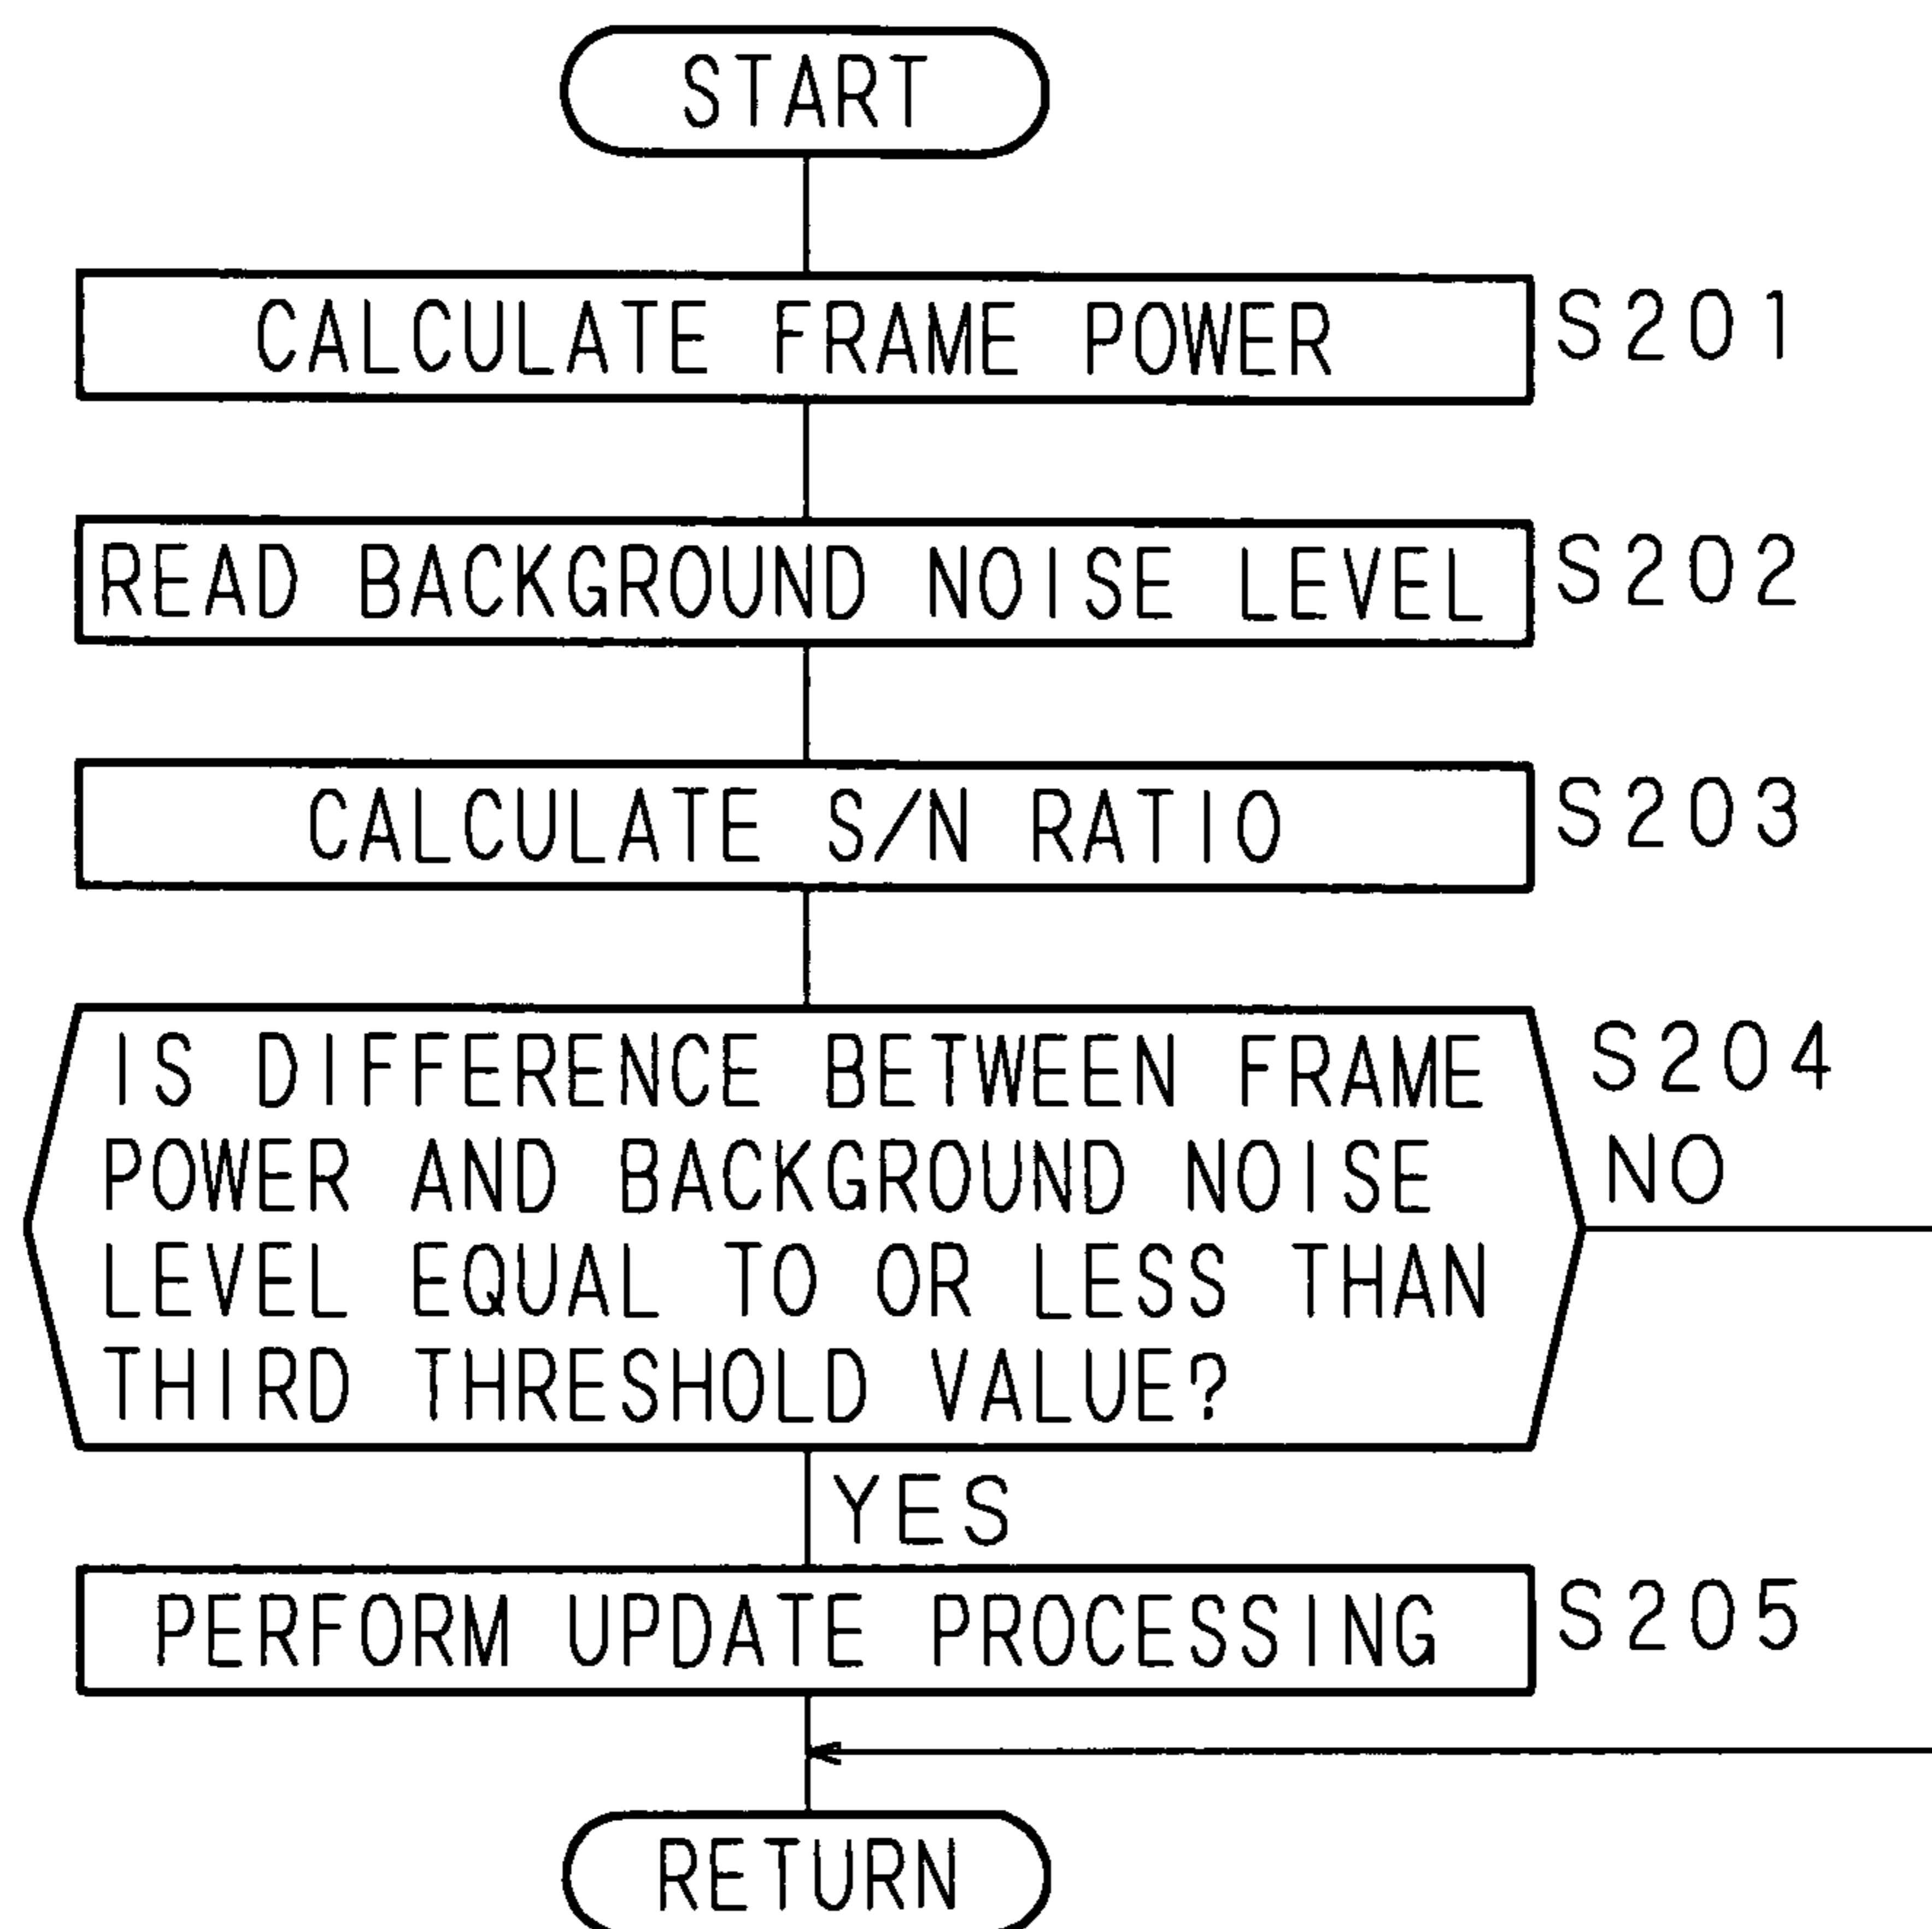 START
CALCULATE FRAME POWER
S201
READ BACKGROUND NOISE LEVEL
S202
CALCULATE S/N RATIO
S203
IS DIFFERENCE BETWEEN FRAME
POWER AND BACKGROUND NOISE
LEVEL EQUAL TO OR LESS THAN
THIRD THRESHOLD VALUE?
S204
NO
YES
PERFORM UPDATE PROCESSING
S205
RETURN